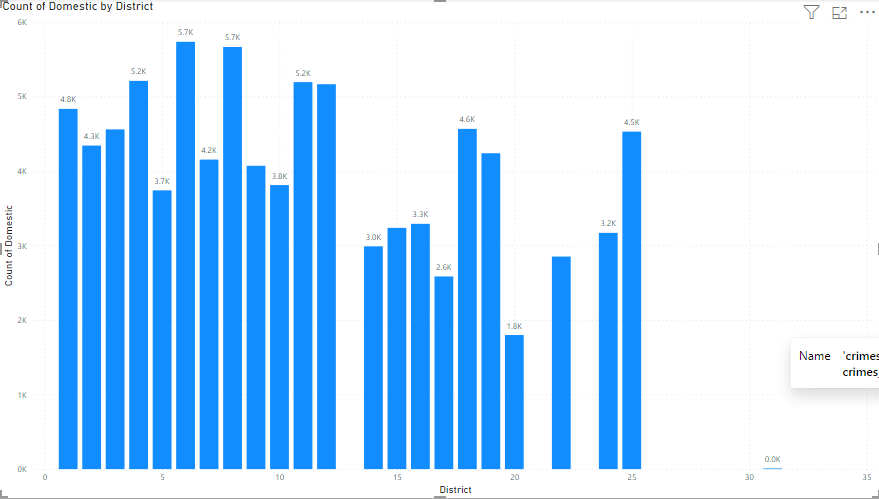 Count of Domestic by District
6K
5.7K
5.7K
5.2K
5.2K
5K
4.8K
4.6K
4.5K
4.3K
4.2K
4K
3.8K
3.7K
3.3K
3.2K
3.0K
3K
2.6K
2K
1.8K
1K
0.0K
0K
Count of Domestic
Name 'crimes
crimes_
0 5 10 15 20 25 30 35
District